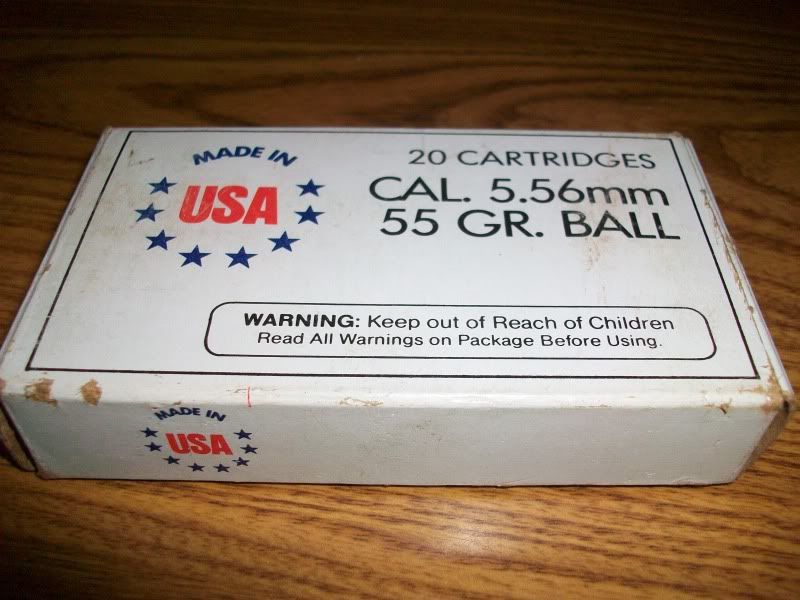 MADE IN
USA
20 CARTRIDGES
CAL. 5.56mm
55 GR. BALL
WARNING: Keep out of Reach of Children
Read All Warnings on Package Before Using.
MADE IN
USA